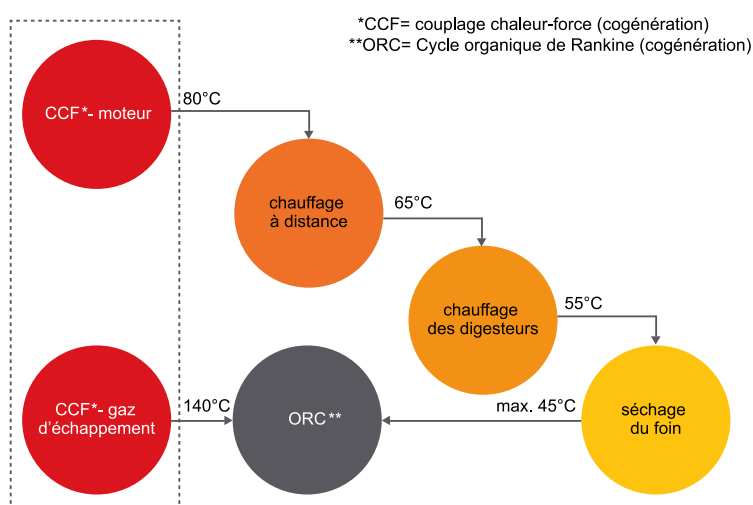 *CCF= couplage chaleur-force (cogénération)
**ORC= Cycle organique de Rankine (cogénération)
CCF*- moteur
80°C
chauffage
à distance
65°C
chauffage
des digesteurs
55°C
CCF*- gaz
d'échappement
140°C
ORC**
max. 45°C
séchage
du foin